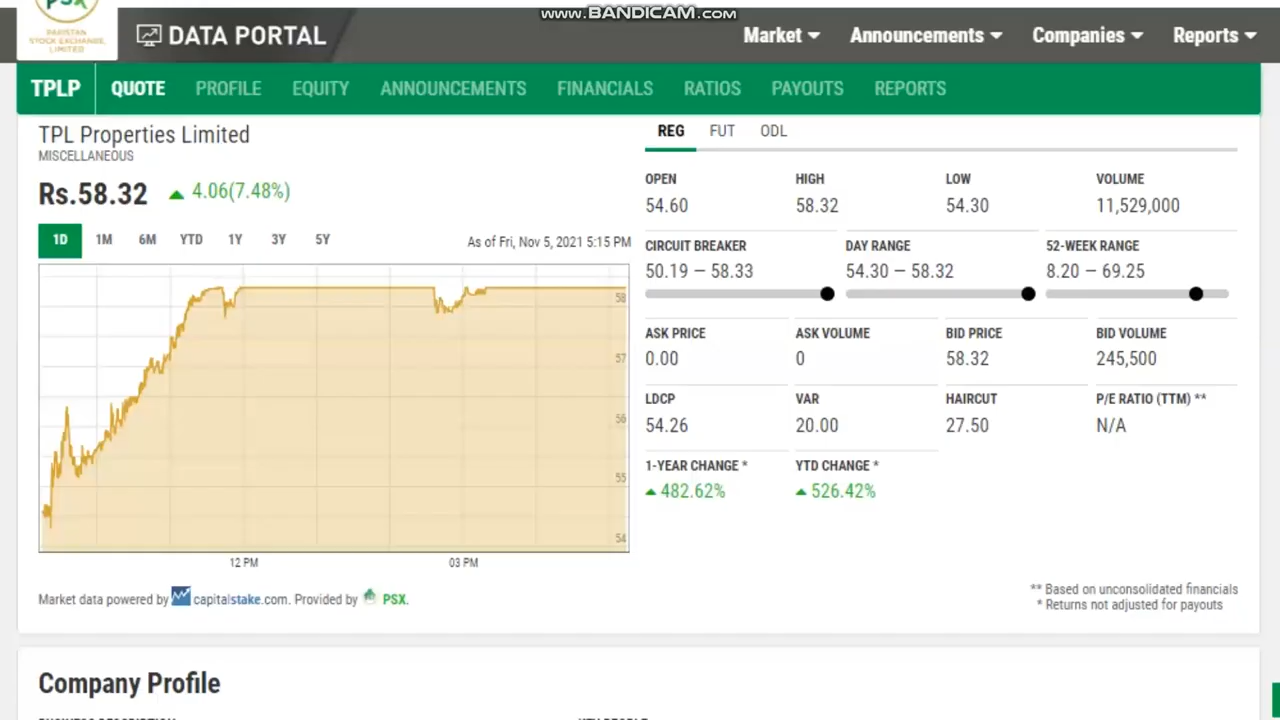 www.BANDICAM.com
PSX
PAKISTAN
STOCK EXCHANGE
LIMITED
DATA PORTAL
Market
Announcements
Companies
Reports
TPLP
QUOTE
PROFILE
EQUITY
ANNOUNCEMENTS
FINANCIALS
RATIOS
PAYOUTS
REPORTS
TPL Properties Limited
MISCELLANEOUS
Rs.58.32
4.06(7.48%)
1D 1M 6M YTD 1Y 3Y 5Y
As of Fri, Nov 5, 2021 5:15 PM
58
57
56
55
54
12 PM
03 PM
Market data powered by capitalstake.com. Provided by PSX.
REG FUT ODL
OPEN
54.60
HIGH
58.32
LOW
54.30
VOLUME
11,529,000
CIRCUIT BREAKER
50.19 — 58.33
DAY RANGE
54.30 — 58.32
52-WEEK RANGE
8.20 — 69.25
ASK PRICE
0.00
ASK VOLUME
0
BID PRICE
58.32
BID VOLUME
245,500
LDCP
54.26
VAR
20.00
HAIRCUT
27.50
P/E RATIO (TTM) **
N/A
1-YEAR CHANGE *
482.62%
YTD CHANGE *
526.42%
** Based on unconsolidated financials
* Returns not adjusted for payouts
Company Profile